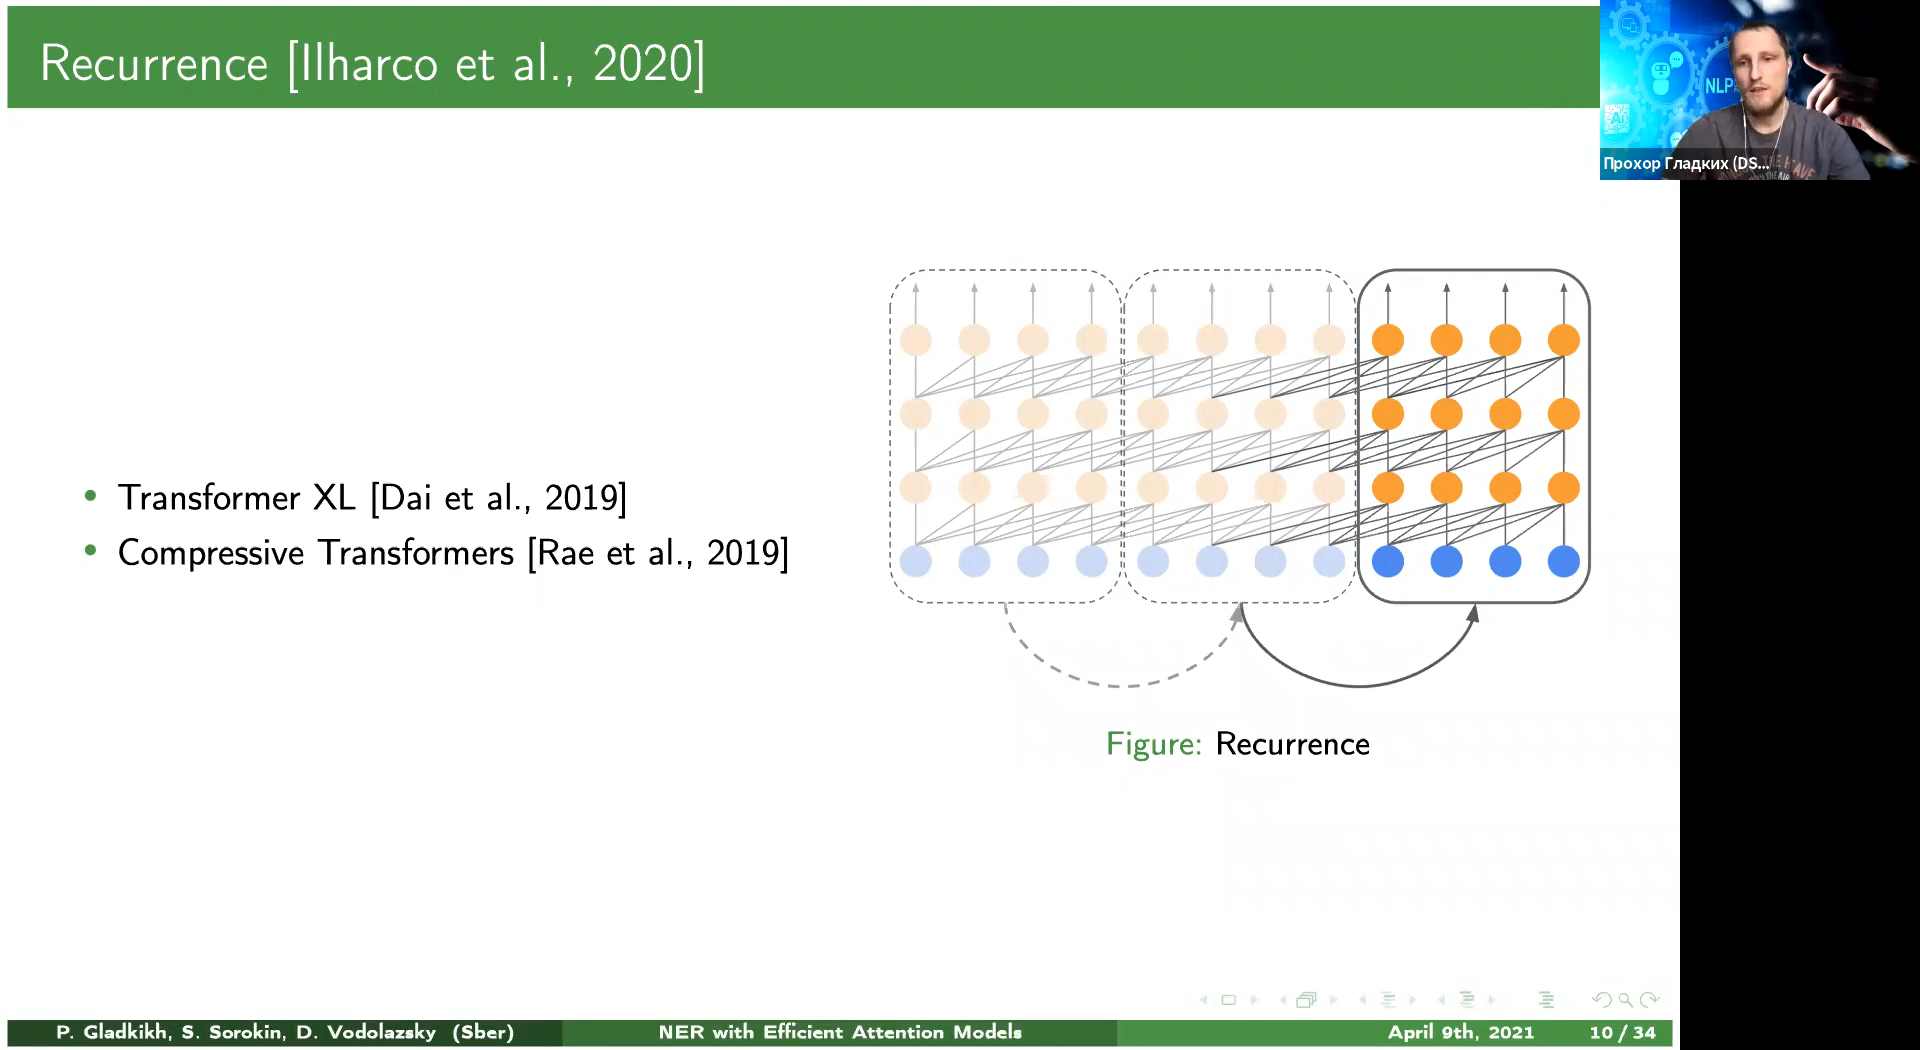 Recurrence [Ilharco et al., 2020]
NLP
AI
Прохор Гладких (DS...
• Transformer XL [Dai et al., 2019]
• Compressive Transformers [Rae et al., 2019]
Figure: Recurrence
P. Gladkikh, S. Sorokin, D. Vodolazsky (Sber)
NER with Efficient Attention Models
April 9th, 2021
10 / 34